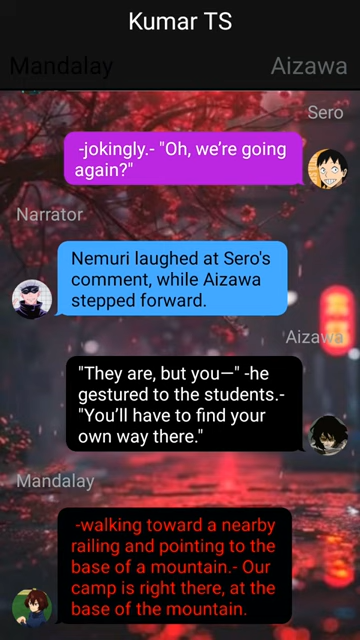 Kumar TS
Mandalay
Aizawa
Sero
-jokingly.- "Oh, we’re going
again?"
Narrator
Nemuri laughed at Sero's
comment, while Aizawa
stepped forward.
Aizawa
"They are, but you—" -he
gestured to the students.-
"You’ll have to find your
own way there."
Mandalay
-walking toward a nearby
railing and pointing to the
base of a mountain.- Our
camp is right there, at the
base of the mountain.